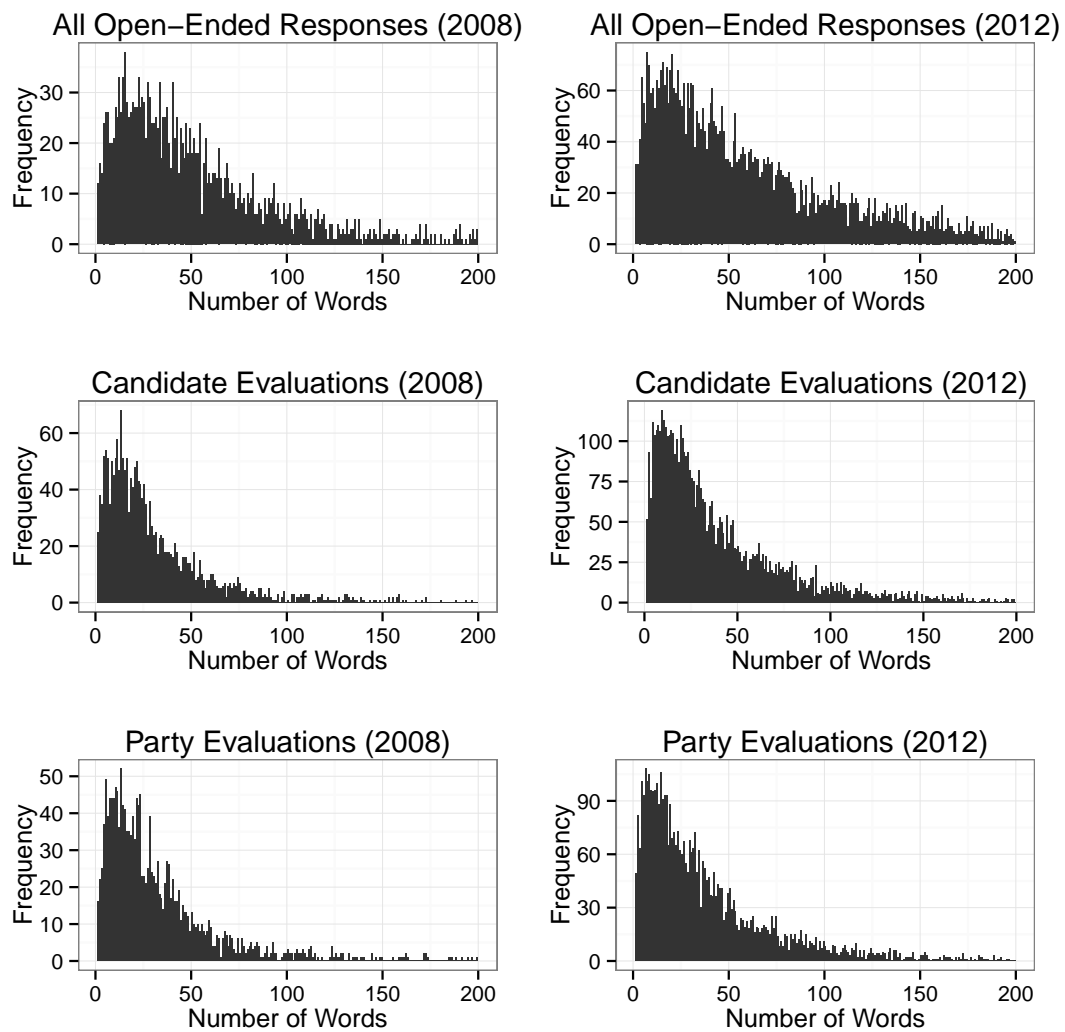 All Open−Ended Responses (2008)
Frequency
30
20
10
0
0 50 100 150 200
Number of Words
All Open−Ended Responses (2012)
Frequency
60
40
20
0
0 50 100 150 200
Number of Words
Candidate Evaluations (2008)
Frequency
60
40
20
0
0 50 100 150 200
Number of Words
Candidate Evaluations (2012)
Frequency
100
75
50
25
0
0 50 100 150 200
Number of Words
Party Evaluations (2008)
Frequency
50
40
30
20
10
0
0 50 100 150 200
Number of Words
Party Evaluations (2012)
Frequency
90
60
30
0
0 50 100 150 200
Number of Words